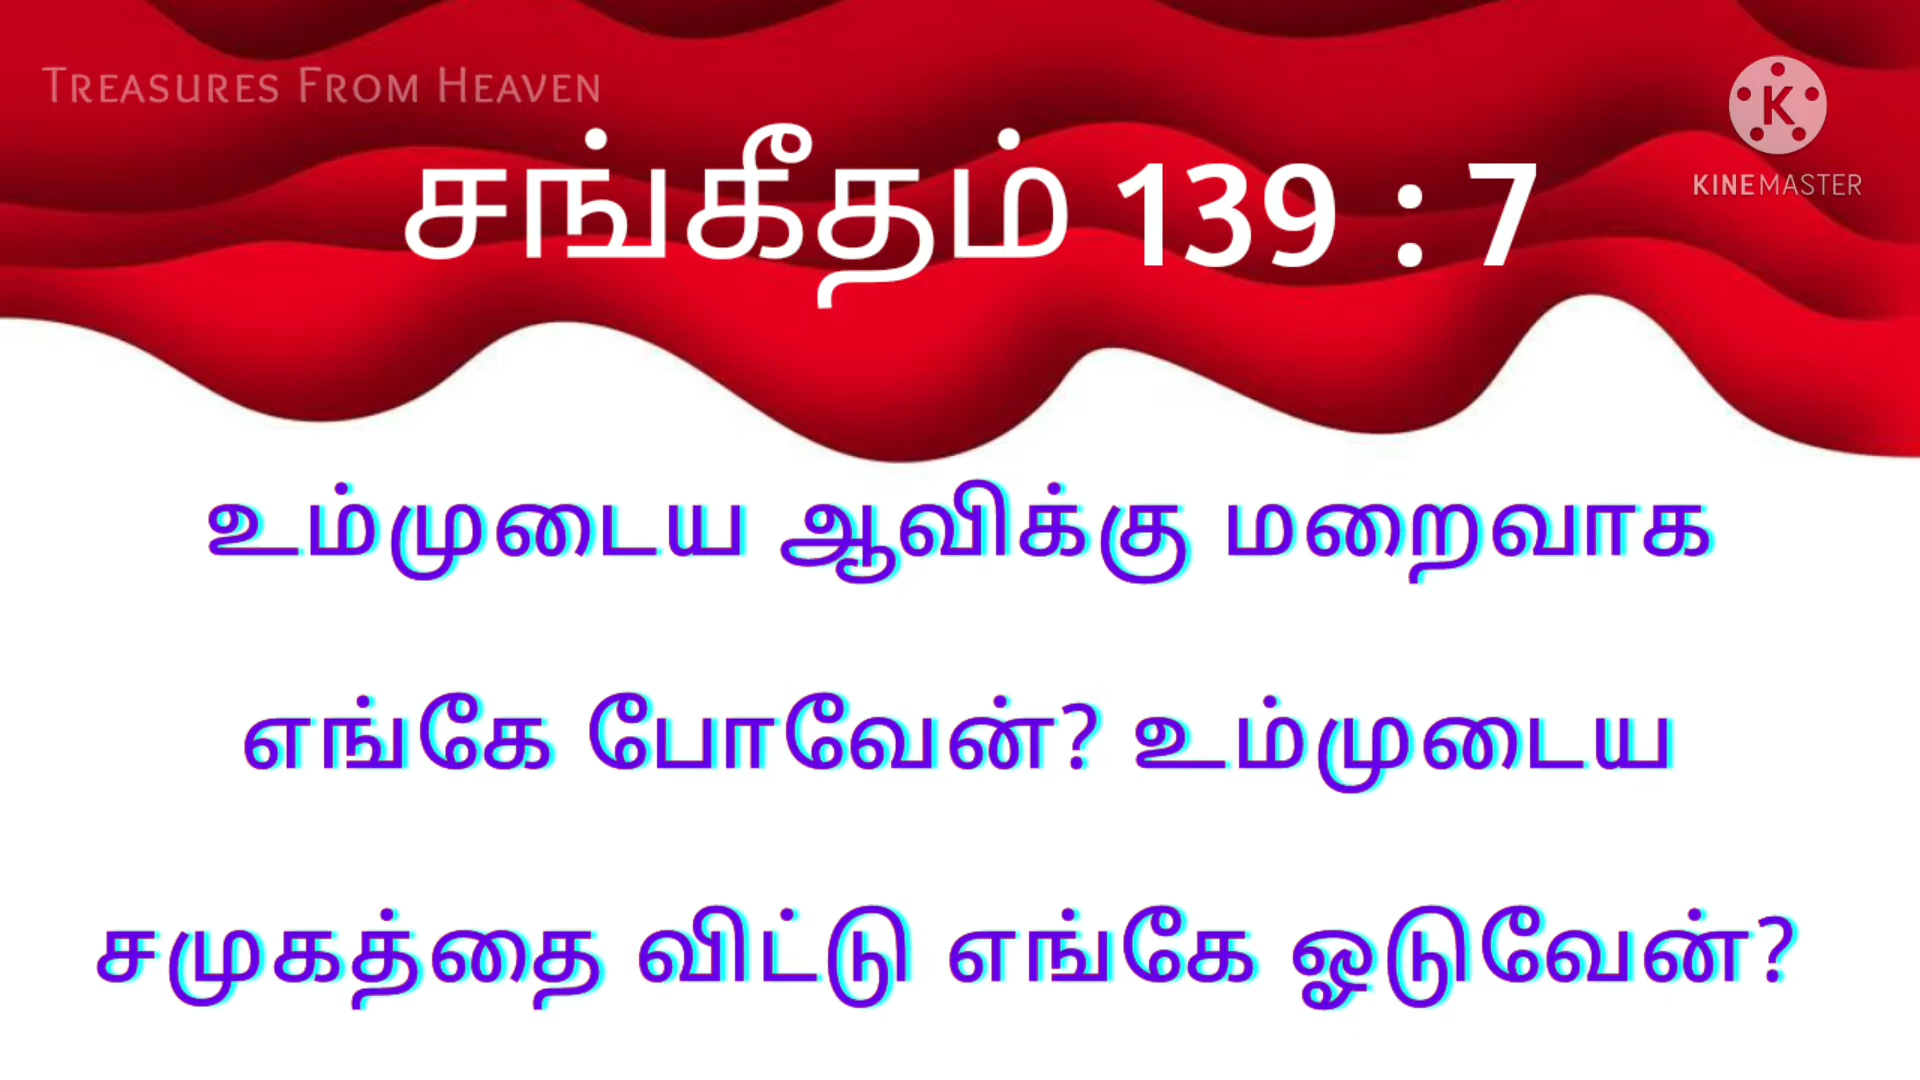 TREASURES FROM HEAVEN
K
KINEMASTER
சங்கீதம் 139 : 7
உம்முடைய ஆவிக்கு மறைவாக
எங்கே போவேன்? உம்முடைய
சமுகத்தை விட்டு எங்கே ஓடுவேன்?